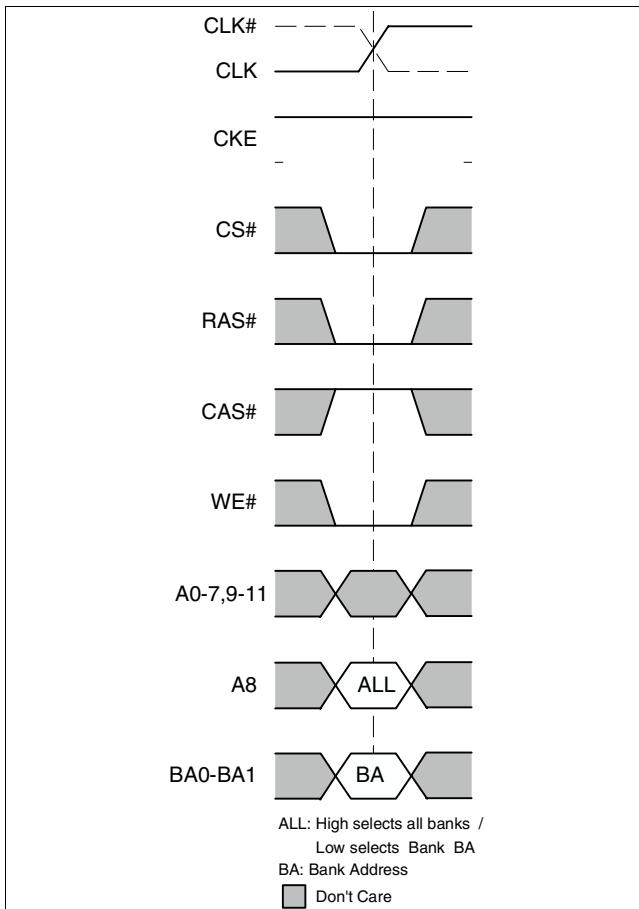 CLK#
CLK
CKE
CS#
RAS#
CAS#
WE#
A0-7,9-11
A8
ALL
BA0-BA1
BA
ALL: High selects all banks /
Low selects Bank BA
BA: Bank Address
Don't Care